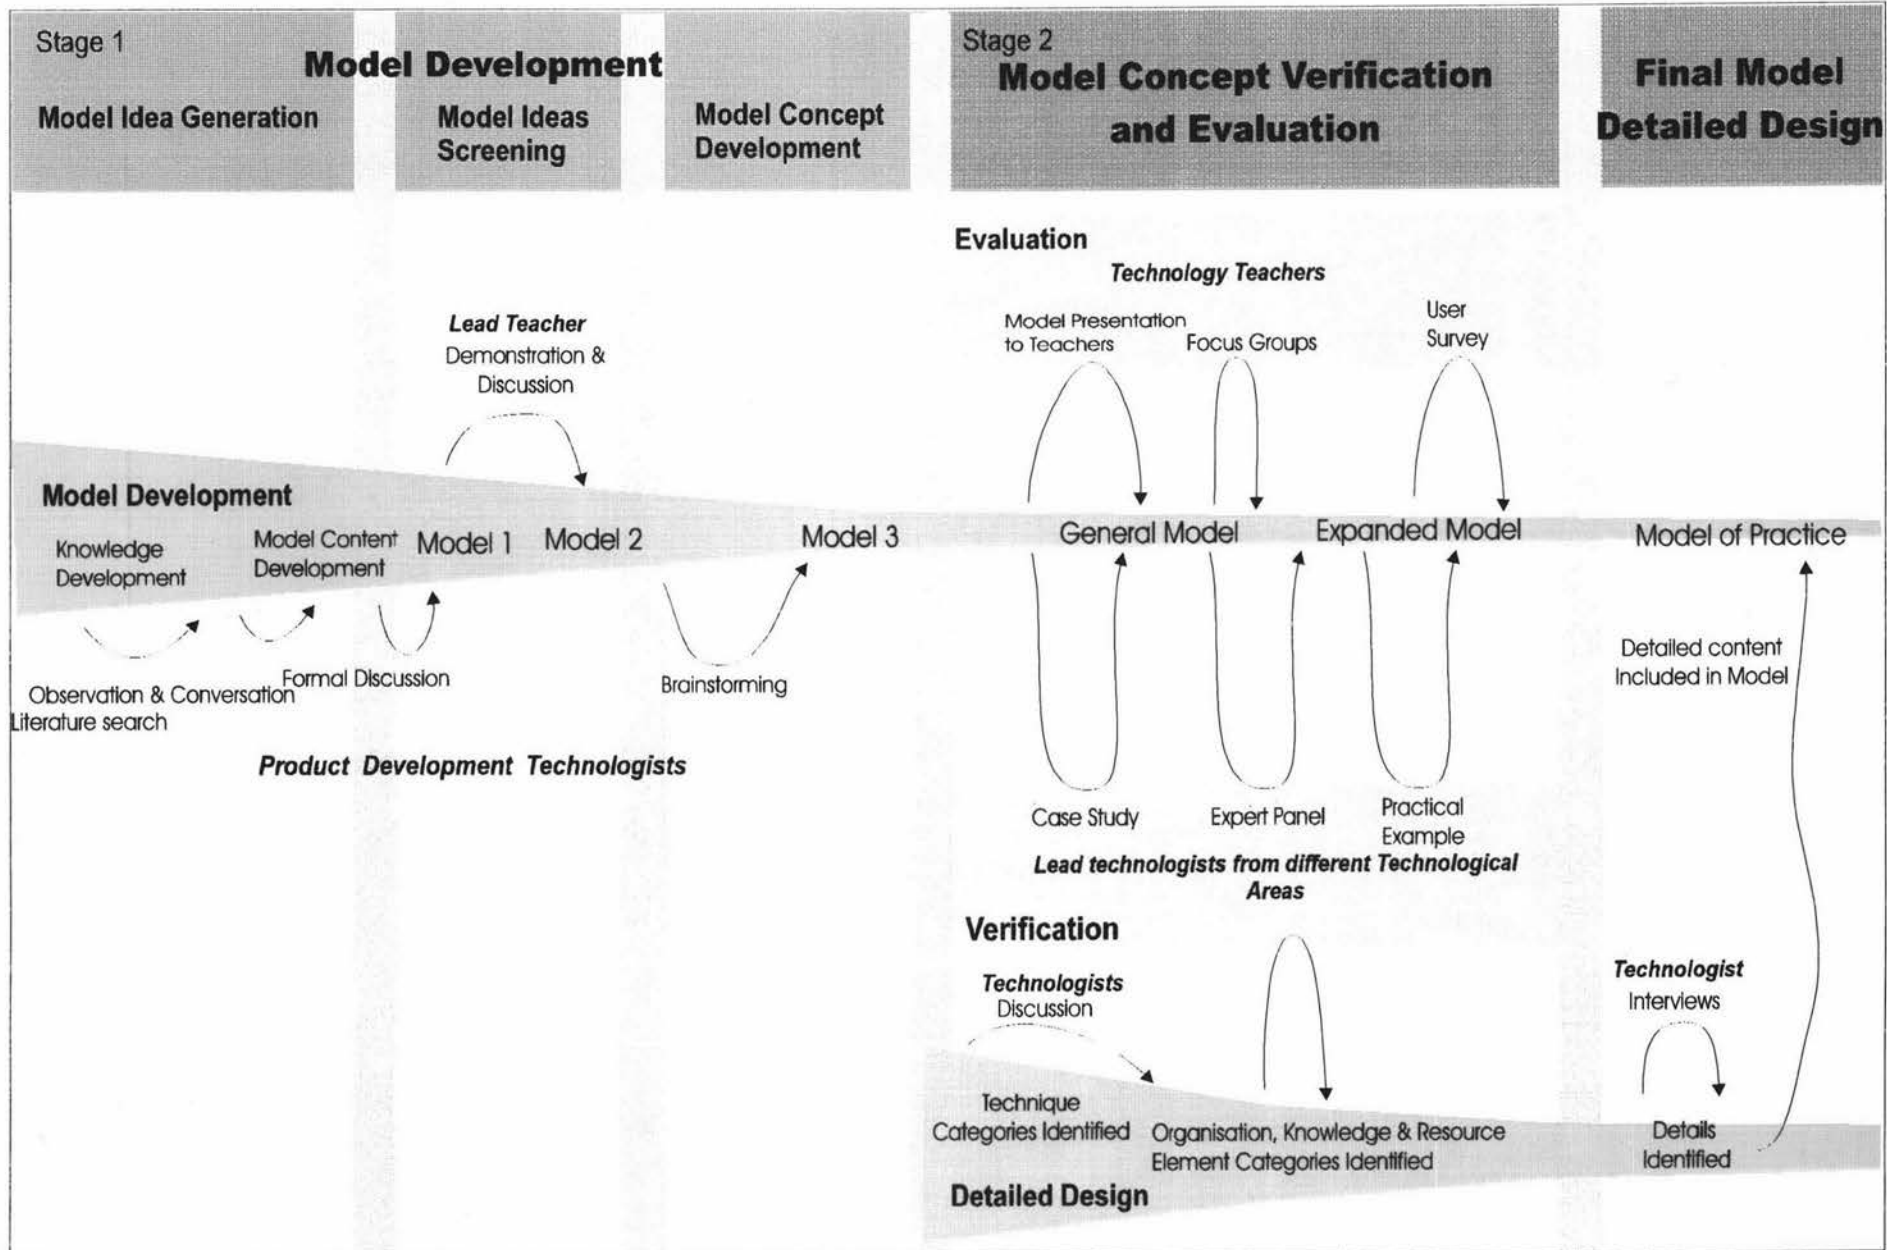 Stage 1
Model Development
Model Idea Generation
Model Ideas
Screening
Model Concept
Development
Stage 2
Model Concept Verification
and Evaluation
Final Model
Detailed Design
Evaluation
Technology Teachers
Model Presentation
to Teachers
Focus Groups
User
Survey
Lead Teacher
Demonstration &
Discussion
Model Development
Knowledge
Development
Model Content
Development
Model 1
Model 2
Model 3
General Model
Expanded Model
Model of Practice
Observation & Conversation
Literature search
Formal Discussion
Brainstorming
Product Development Technologists
Detailed content
Included in Model
Case Study
Expert Panel
Practical
Example
Lead technologists from different Technological
Areas
Verification
Technologists
Discussion
Technologist
Interviews
Technique
Categories Identified
Organisation, Knowledge & Resource
Element Categories Identified
Details
Identified
Detailed Design